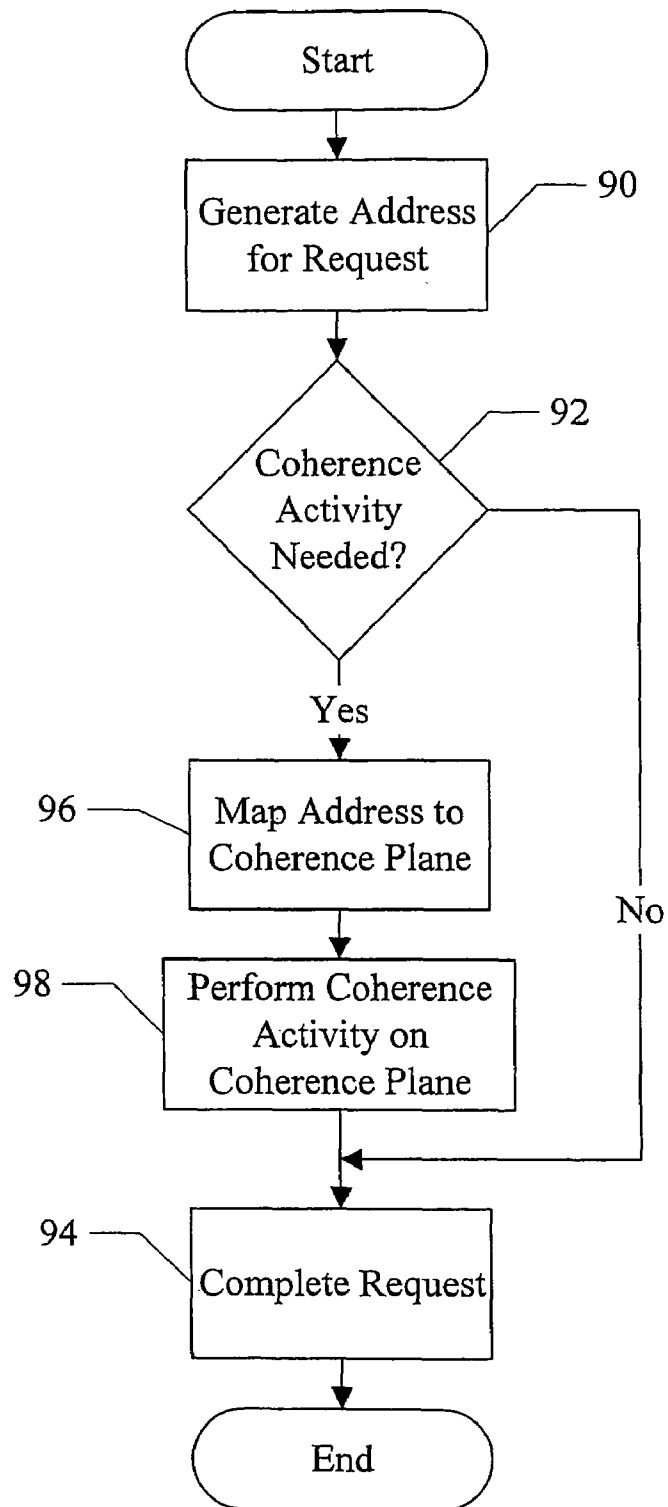 Start
Generate Address
for Request
90
92
Coherence
Activity
Needed?
Yes
No
96
Map Address to
Coherence Plane
98
Perform Coherence
Activity on
Coherence Plane
94
Complete Request
End